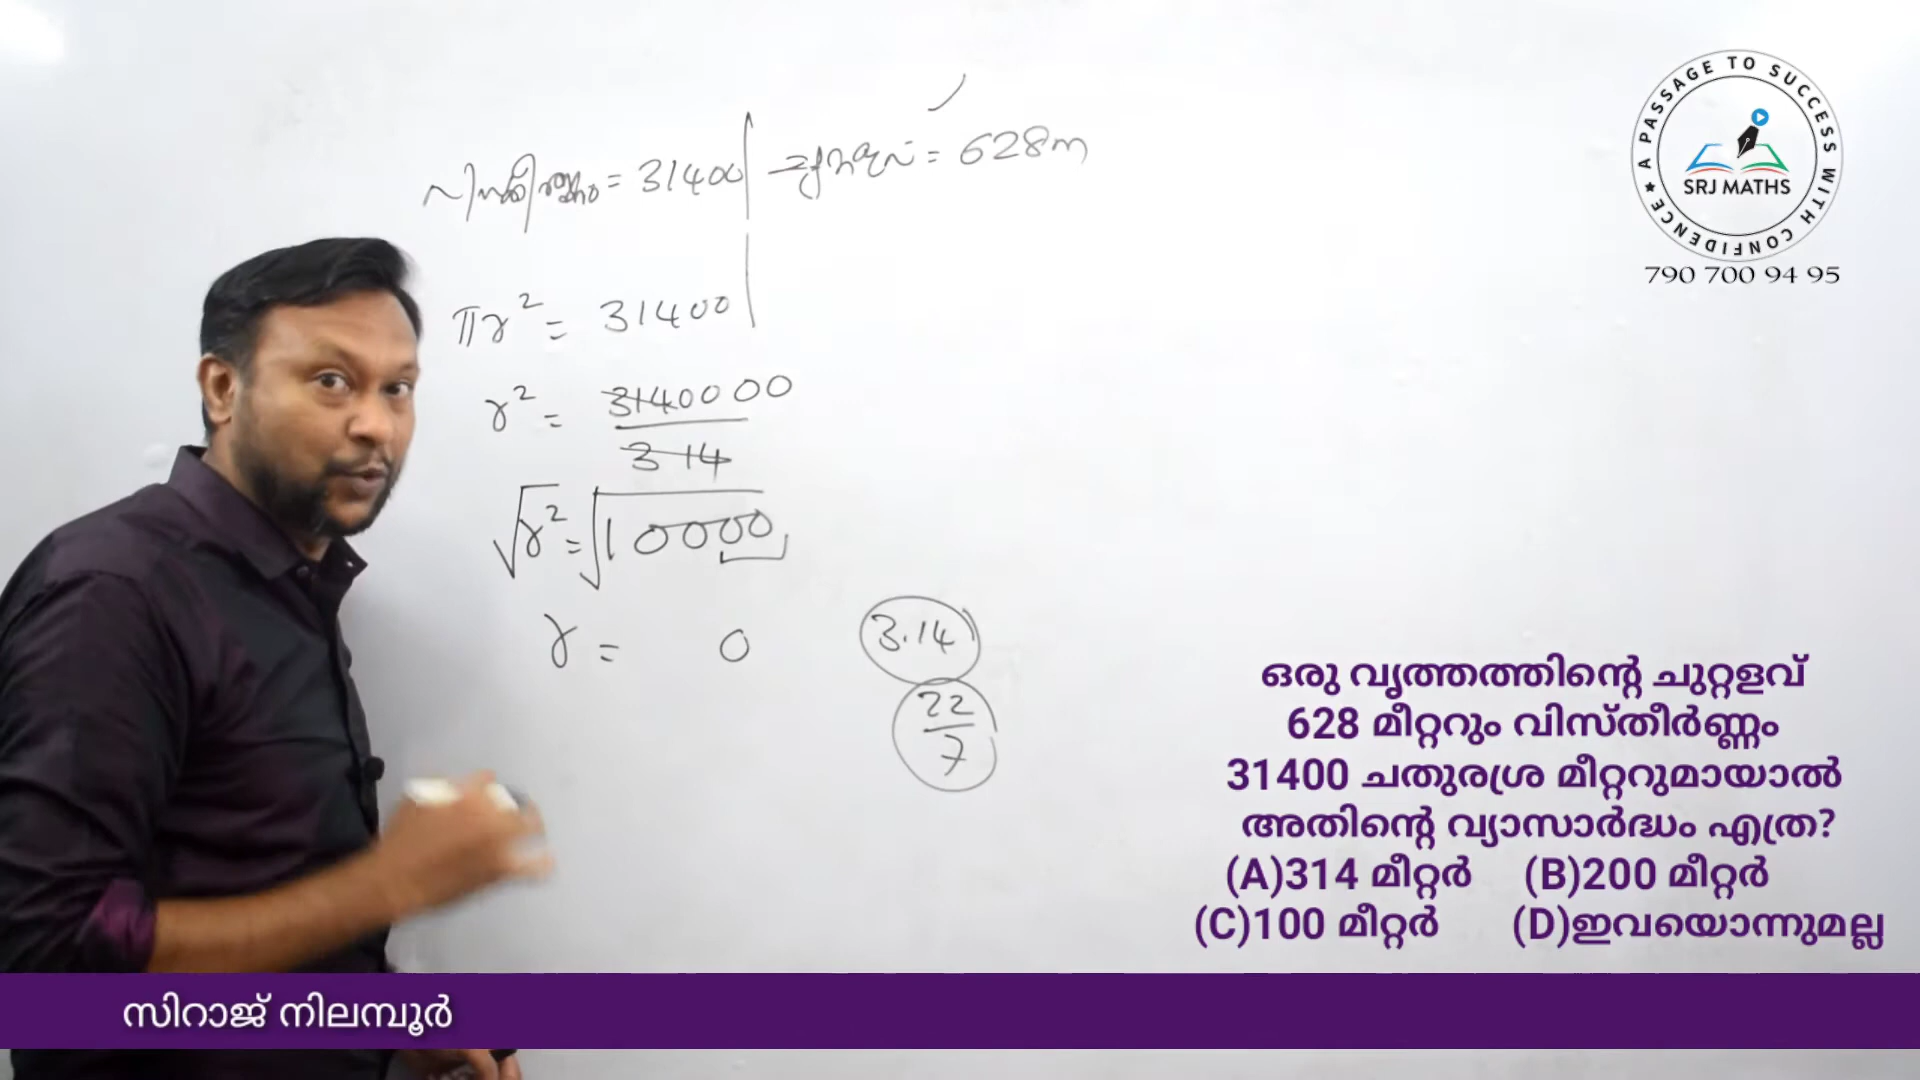 വിസ്തീർണ്ണം = 31400
ചുറ്റളവ് = 628m
πr² = 31400
r² = 3140000
314
√r² = √10000
r = 0
3.14
22
7
A PASSAGE TO SUCCESS WITH CONFIDENCE ★
SRJ MATHS
790 700 94 95
ഒരു വൃത്തത്തിന്റെ ചുറ്റളവ്
628 മീറ്ററും വിസ്തീർണ്ണം
31400 ചതുരശ്ര മീറ്ററുമായാൽ
അതിന്റെ വ്യാസാർദ്ധം എത്ര?
(A)314 മീറ്റർ (B)200 മീറ്റർ
(C)100 മീറ്റർ (D)ഇവയൊന്നുമല്ല
സിറാജ് നിലമ്പൂർ